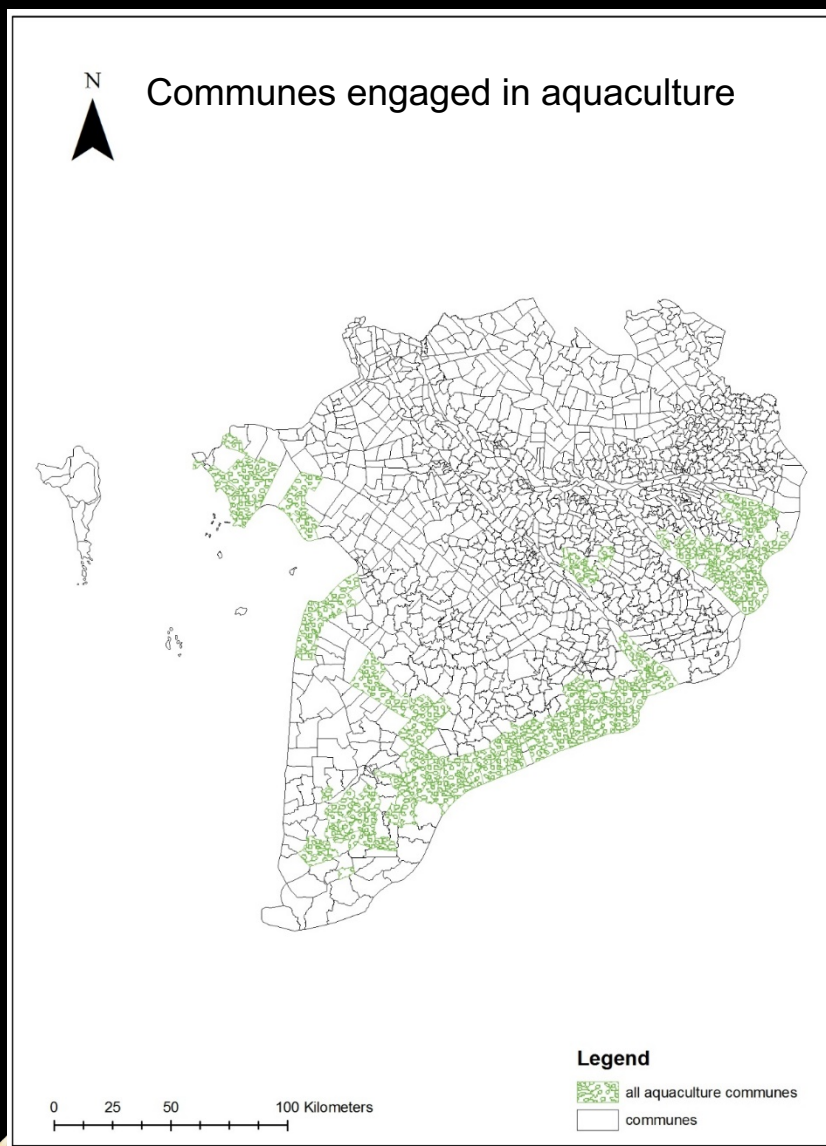 N
Communes engaged in aquaculture
Legend
all aquaculture communes
communes
0 25 50 100 Kilometers